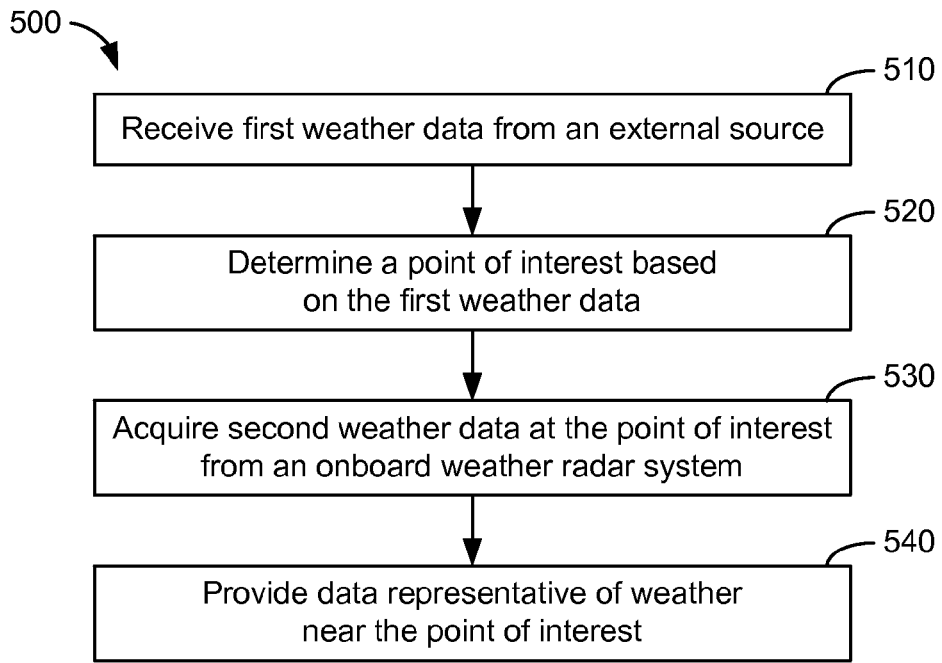 500
510
Receive first weather data from an external source
520
Determine a point of interest based
on the first weather data
530
Acquire second weather data at the point of interest
from an onboard weather radar system
540
Provide data representative of weather
near the point of interest